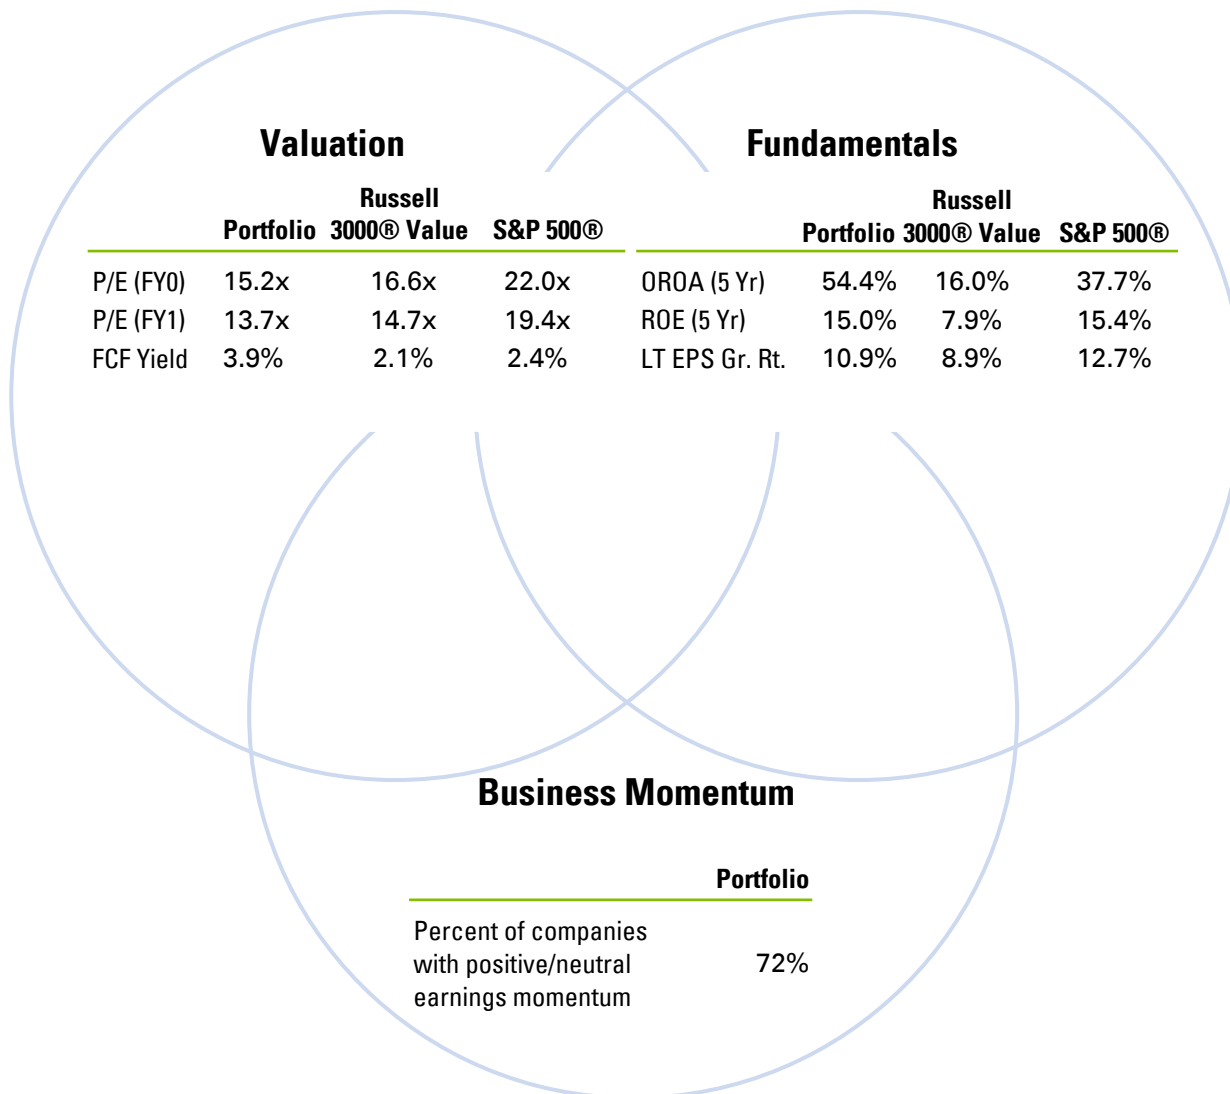 Valuation
Russell
Portfolio 3000® Value S&P 500®
P/E (FY0) 15.2x 16.6x 22.0x
P/E (FY1) 13.7x 14.7x 19.4x
FCF Yield 3.9% 2.1% 2.4%
Fundamentals
Russell
Portfolio 3000® Value S&P 500®
OROA (5 Yr) 54.4% 16.0% 37.7%
ROE (5 Yr) 15.0% 7.9% 15.4%
LT EPS Gr. Rt. 10.9% 8.9% 12.7%
Business Momentum
Portfolio
Percent of companies
with positive/neutral 72%
earnings momentum